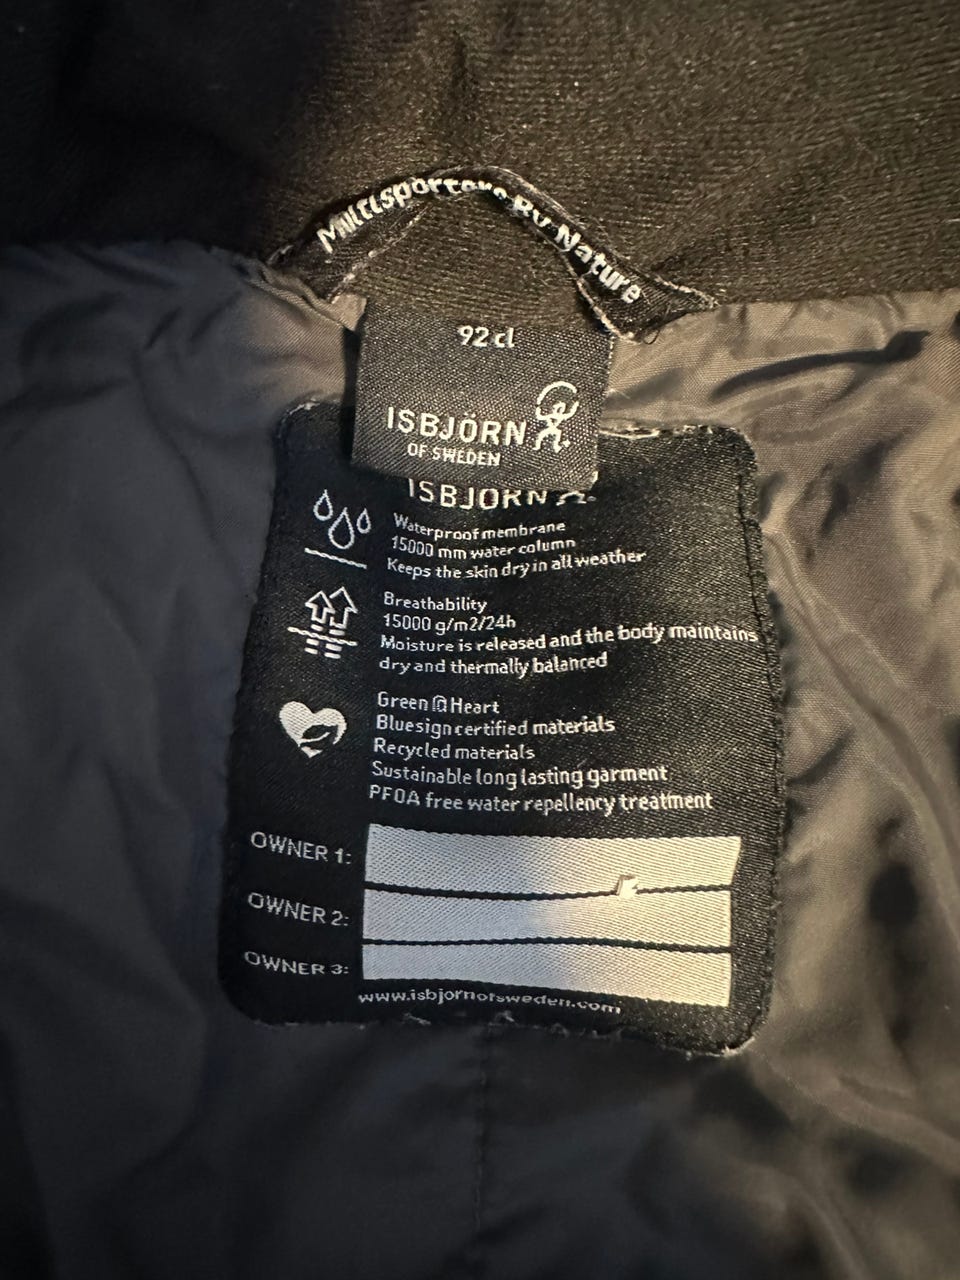 Multisporters By Nature
92 cl
ISBJÖRN
OF SWEDEN
ISBJÖRN
Waterproof membrane
15000 mm water column
Keeps the skin dry in all weather
Breathability
15000 g/m2/24h
Moisture is released and the body maintains
dry and thermally balanced
Green@Heart
Bluesign certified materials
Recycled materials
Sustainable long lasting garment
PFOA free water repellency treatment
OWNER 1:
OWNER 2:
OWNER 3:
www.isbjornofsweden.com